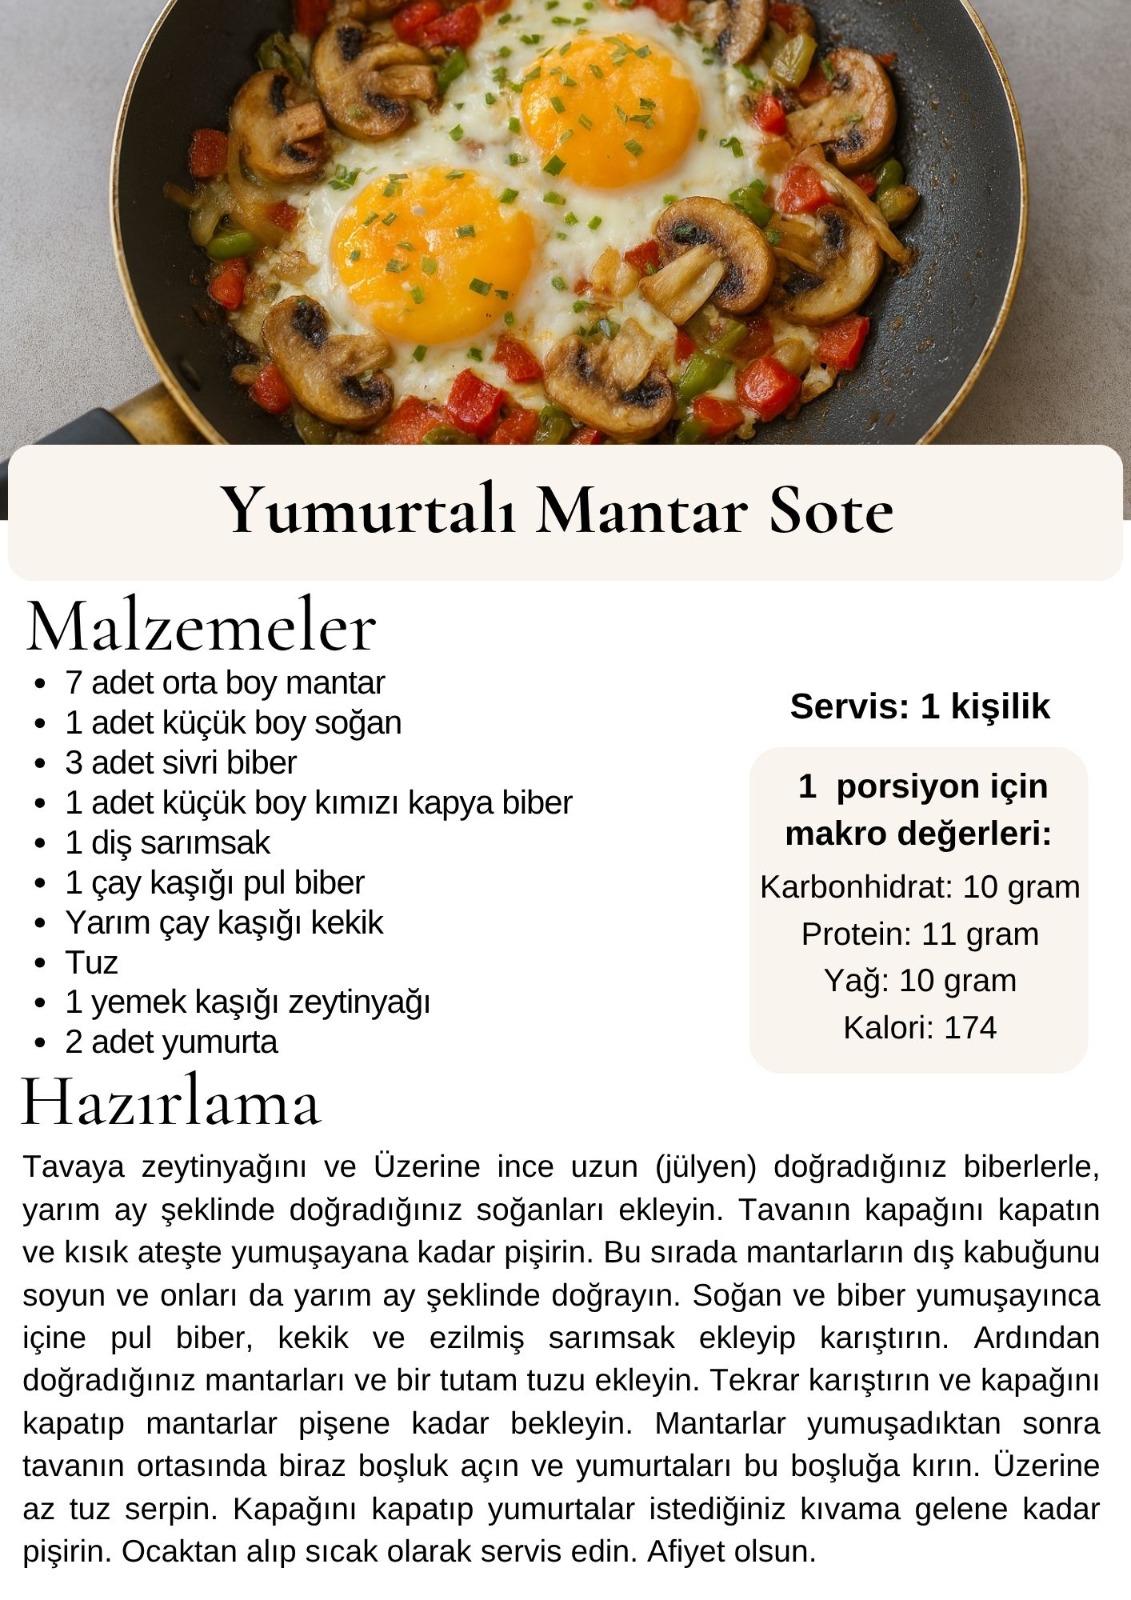 Yumurtalı Mantar Sote
Malzemeler
• 7 adet orta boy mantar
• 1 adet küçük boy soğan
• 3 adet sivri biber
• 1 adet küçük boy kımızı kapya biber
• 1 diş sarımsak
• 1 çay kaşığı pul biber
• Yarım çay kaşığı kekik
• Tuz
• 1 yemek kaşığı zeytinyağı
• 2 adet yumurta
Servis: 1 kişilik
1 porsiyon için
makro değerleri:
Karbonhidrat: 10 gram
Protein: 11 gram
Yağ: 10 gram
Kalori: 174
Hazırlama
Tavaya zeytinyağını ve Üzerine ince uzun (jülyen) doğradığınız biberlerle,
yarım ay şeklinde doğradığınız soğanları ekleyin. Tavanın kapağını kapatın
ve kısık ateşte yumuşayana kadar pişirin. Bu sırada mantarların dış kabuğunu
soyun ve onları da yarım ay şeklinde doğrayın. Soğan ve biber yumuşayınca
içine pul biber, kekik ve ezilmiş sarımsak ekleyip karıştırın. Ardından
doğradığınız mantarları ve bir tutam tuzu ekleyin. Tekrar karıştırın ve kapağını
kapatıp mantarlar pişene kadar bekleyin. Mantarlar yumuşadıktan sonra
tavanın ortasında biraz boşluk açın ve yumurtaları bu boşluğa kırın. Üzerine
az tuz serpin. Kapağını kapatıp yumurtalar istediğiniz kıvama gelene kadar
pişirin. Ocaktan alıp sıcak olarak servis edin. Afiyet olsun.